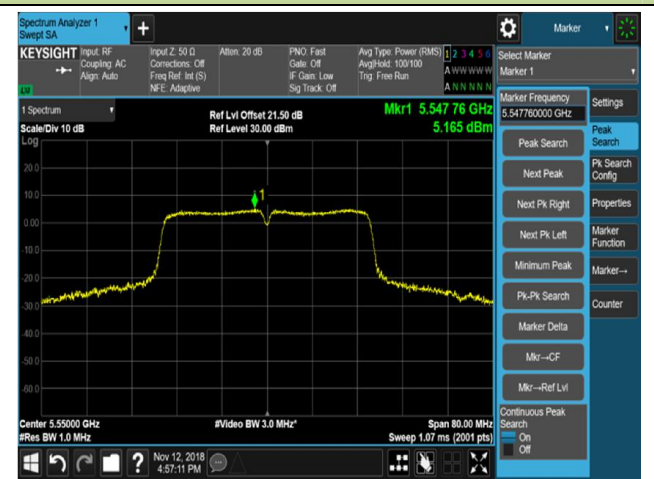 Spectrum Analyzer 1
Swept SA
Marker
KEYSIGHT
Input: RF
Coupling: AC
Align: Auto
Input Z: 50 Ω
Corrections: Off
Freq Ref: Int (S)
NFE: Adaptive
Atten: 20 dB
PNO: Fast
Gate: Off
IF Gain: Low
Sig Track: Off
Avg Type: Power (RMS)
Avg|Hold: 100/100
Trig: Free Run
1 2 3 4 5 6
A W W W W W
A N N N N N
LXI
Select Marker
Marker 1
1 Spectrum
Scale/Div 10 dB
Log
Ref Lvl Offset 21.50 dB
Ref Level 30.00 dBm
Mkr1 5.547 76 GHz
5.165 dBm
20.0
10.0
0.00
-10.0
-20.0
-30.0
-40.0
-50.0
-60.0
1
Center 5.55000 GHz
#Res BW 1.0 MHz
#Video BW 3.0 MHz*
Span 80.00 MHz
Sweep 1.07 ms (2001 pts)
Marker Frequency
5.547760000 GHz
Peak Search
Next Peak
Next Pk Right
Next Pk Left
Minimum Peak
Pk-Pk Search
Marker Delta
Mkr→CF
Mkr→Ref Lvl
Continuous Peak
Search
On
Off
Settings
Peak
Search
Pk Search
Config
Properties
Marker
Function
Marker→
Counter
?
Nov 12, 2018
4:57:11 PM